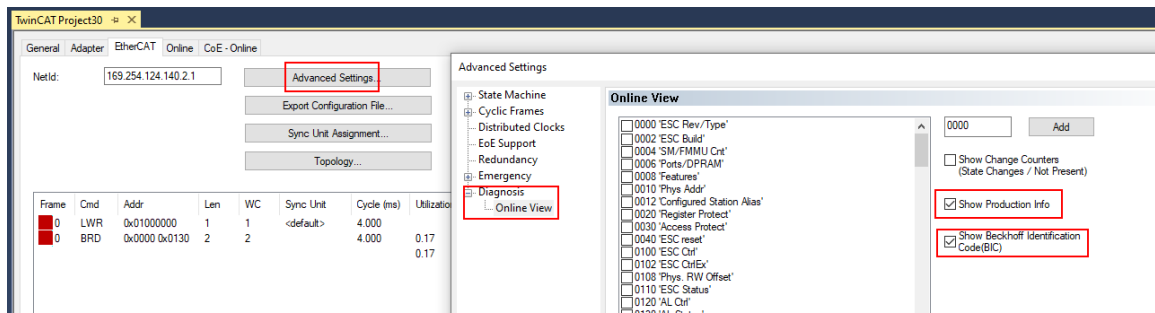 TwinCAT Project30
General Adapter EtherCAT Online CoE - Online
NetId: 169.254.124.140.2.1
Advanced Settings...
Export Configuration File...
Sync Unit Assignment...
Topology...
Frame Cmd Addr Len WC Sync Unit Cycle (ms) Utilizatio
0 LWR 0x01000000 1 1 <default> 4.000
0 BRD 0x0000 0x0130 2 2 4.000 0.17
0.17
Advanced Settings
State Machine
Cyclic Frames
Distributed Clocks
EoE Support
Redundancy
Emergency
Diagnosis
Online View
Online View
0000 'ESC Rev/Type'
0002 'ESC Build'
0004 'SM/FMMU Cnt'
0006 'Ports/DPRAM'
0008 'Features'
0010 'Phys Addr'
0012 'Configured Station Alias'
0020 'Register Protect'
0030 'Access Protect'
0040 'ESC reset'
0100 'ESC Ctrl'
0102 'ESC CtrlEx'
0108 'Phys. RW Offset'
0110 'ESC Status'
0120 'AL Ctrl'
0000 Add
Show Change Counters
(State Changes / Not Present)
Show Production Info
Show Beckhoff Identification
Code(BIC)